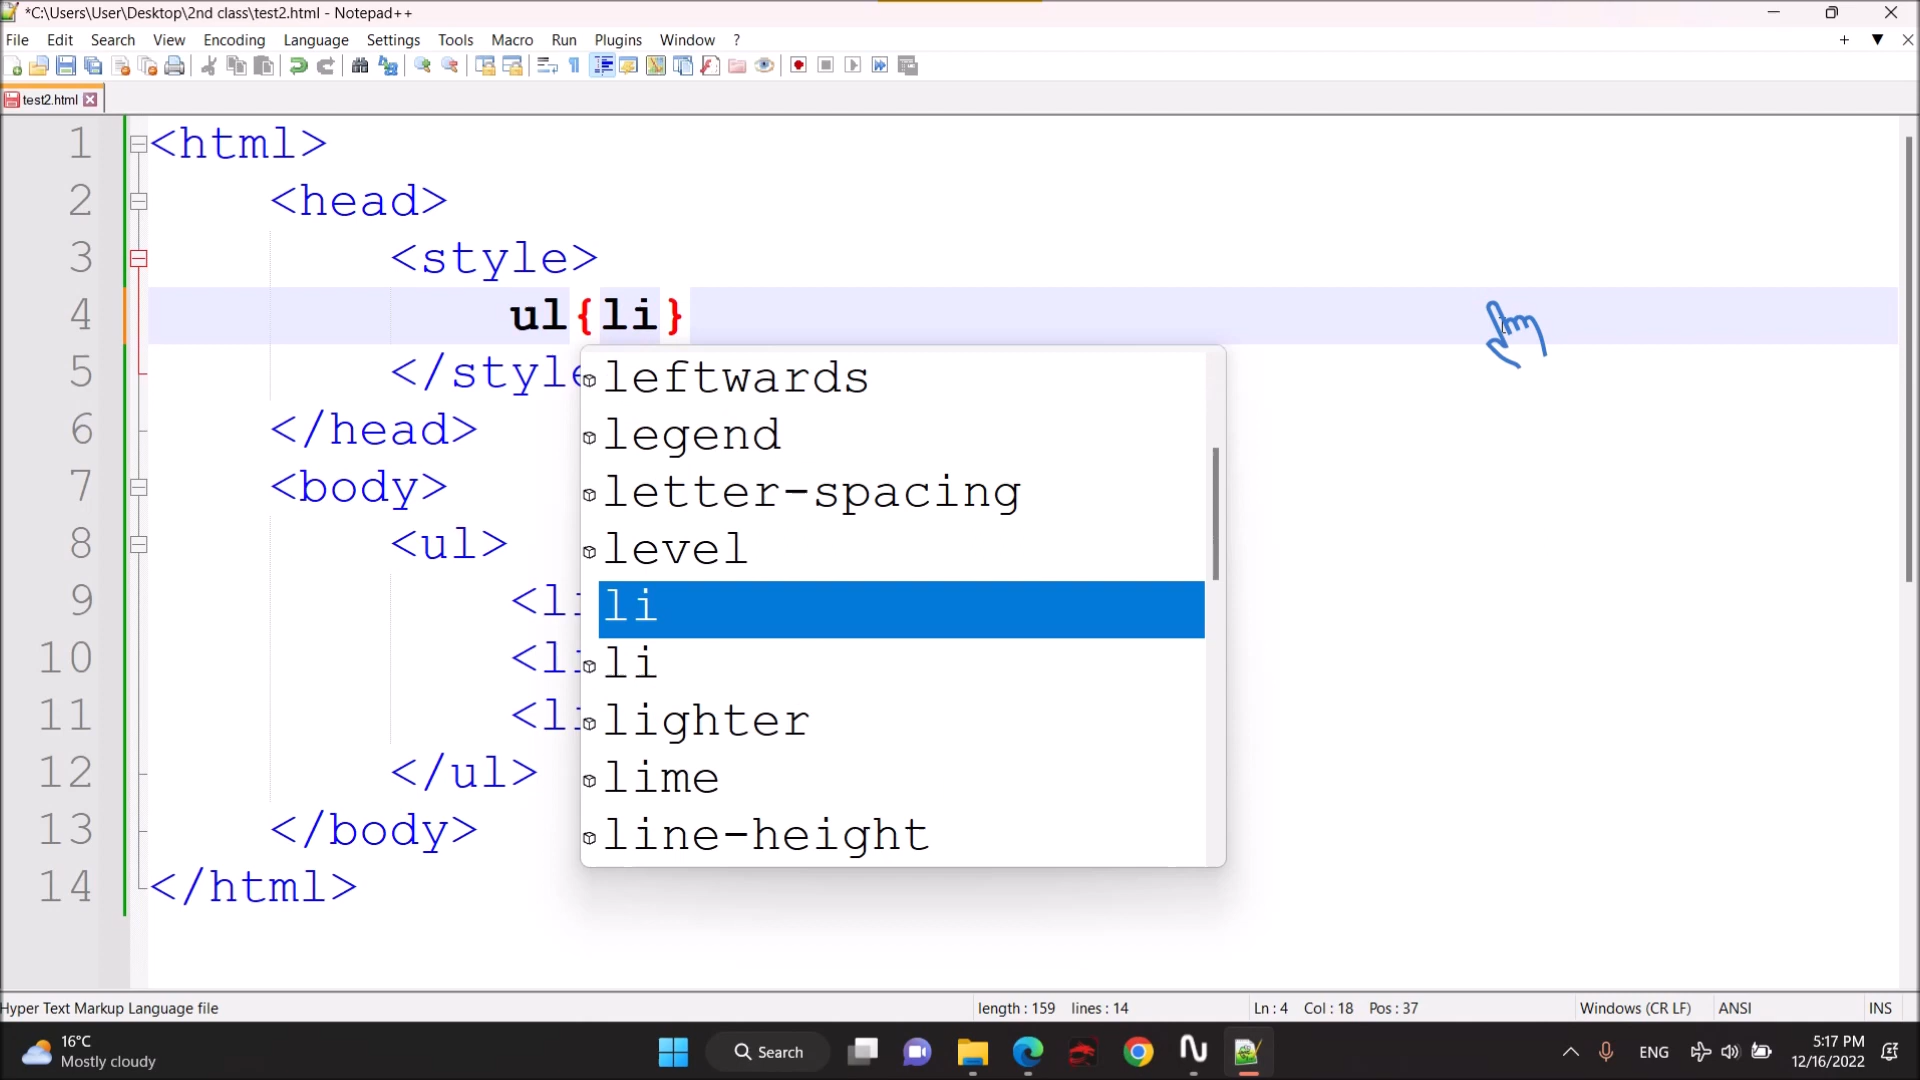 *C:\Users\User\Desktop\2nd class\test2.html - Notepad++
File Edit Search View Encoding Language Settings Tools Macro Run Plugins Window ?
test2.html
1 <html>
2 <head>
3 <style>
4 ul{li}
5 </style
6 </head>
7 <body>
8 <ul>
9 <li
10 <li
11 <li
12 </ul>
13 </body>
14 </html>
leftwards
legend
letter-spacing
level
li
li
lighter
lime
line-height
Hyper Text Markup Language file length : 159 lines : 14 Ln : 4 Col : 18 Pos : 37 Windows (CR LF) ANSI INS
16°C
Mostly cloudy
Search
ENG
5:17 PM
12/16/2022